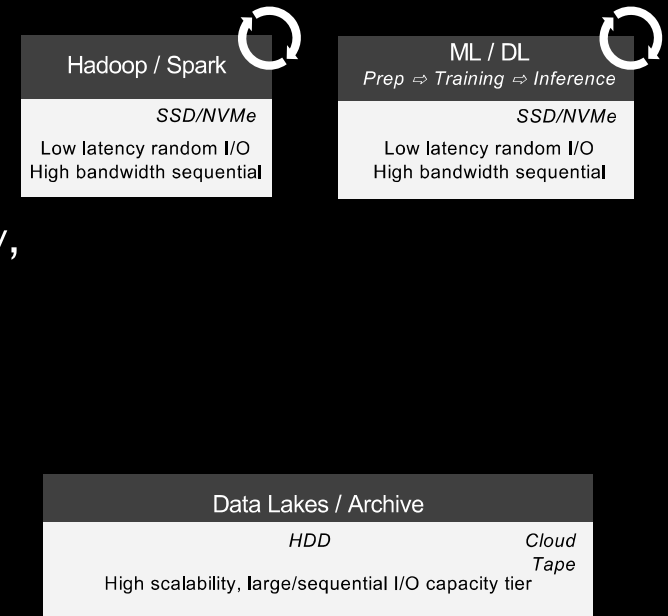 Hadoop / Spark
SSD/NVMe
Low latency random I/O
High bandwidth sequential
ML / DL
Prep ⇨ Training ⇨ Inference
SSD/NVMe
Low latency random I/O
High bandwidth sequential
Data Lakes / Archive
HDD
Cloud
Tape
High scalability, large/sequential I/O capacity tier